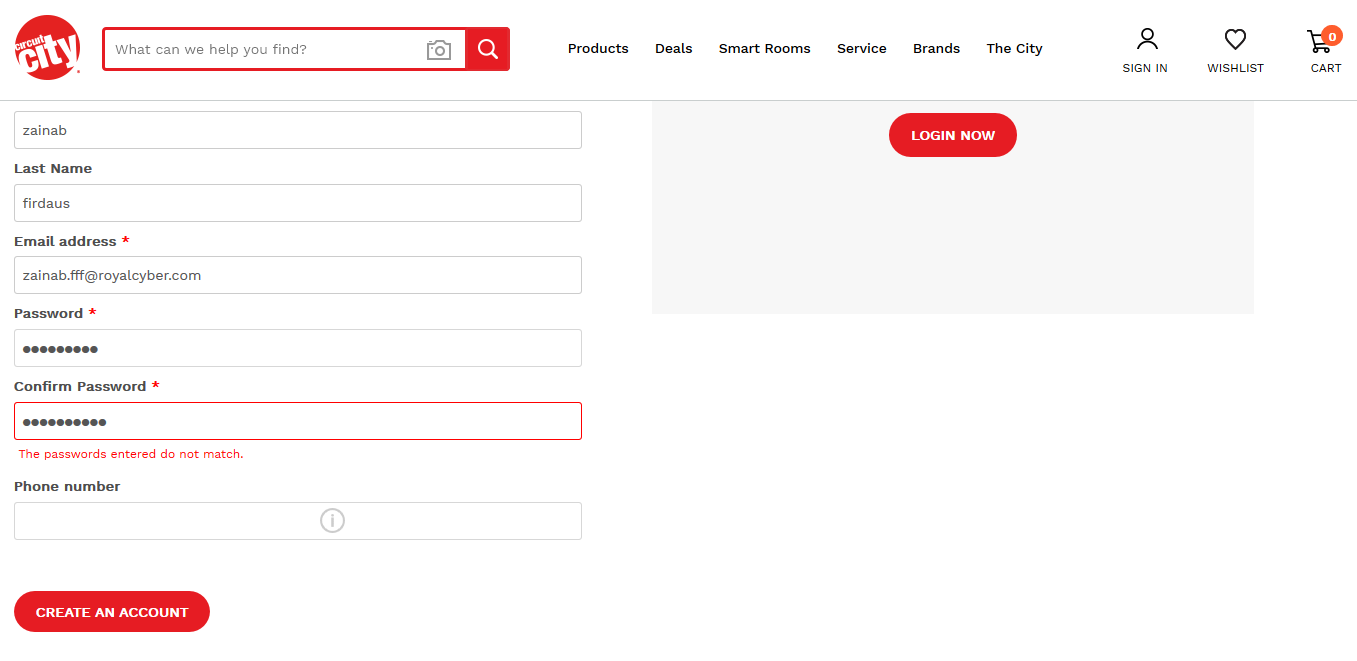 circuit
city
What can we help you find?
Products Deals Smart Rooms Service Brands The City
SIGN IN WISHLIST 0 CART
zainab
LOGIN NOW
Last Name
firdaus
Email address *
zainab.fff@royalcyber.com
Password *
●●●●●●●●●
Confirm Password *
●●●●●●●●●●
The passwords entered do not match.
Phone number
i
CREATE AN ACCOUNT